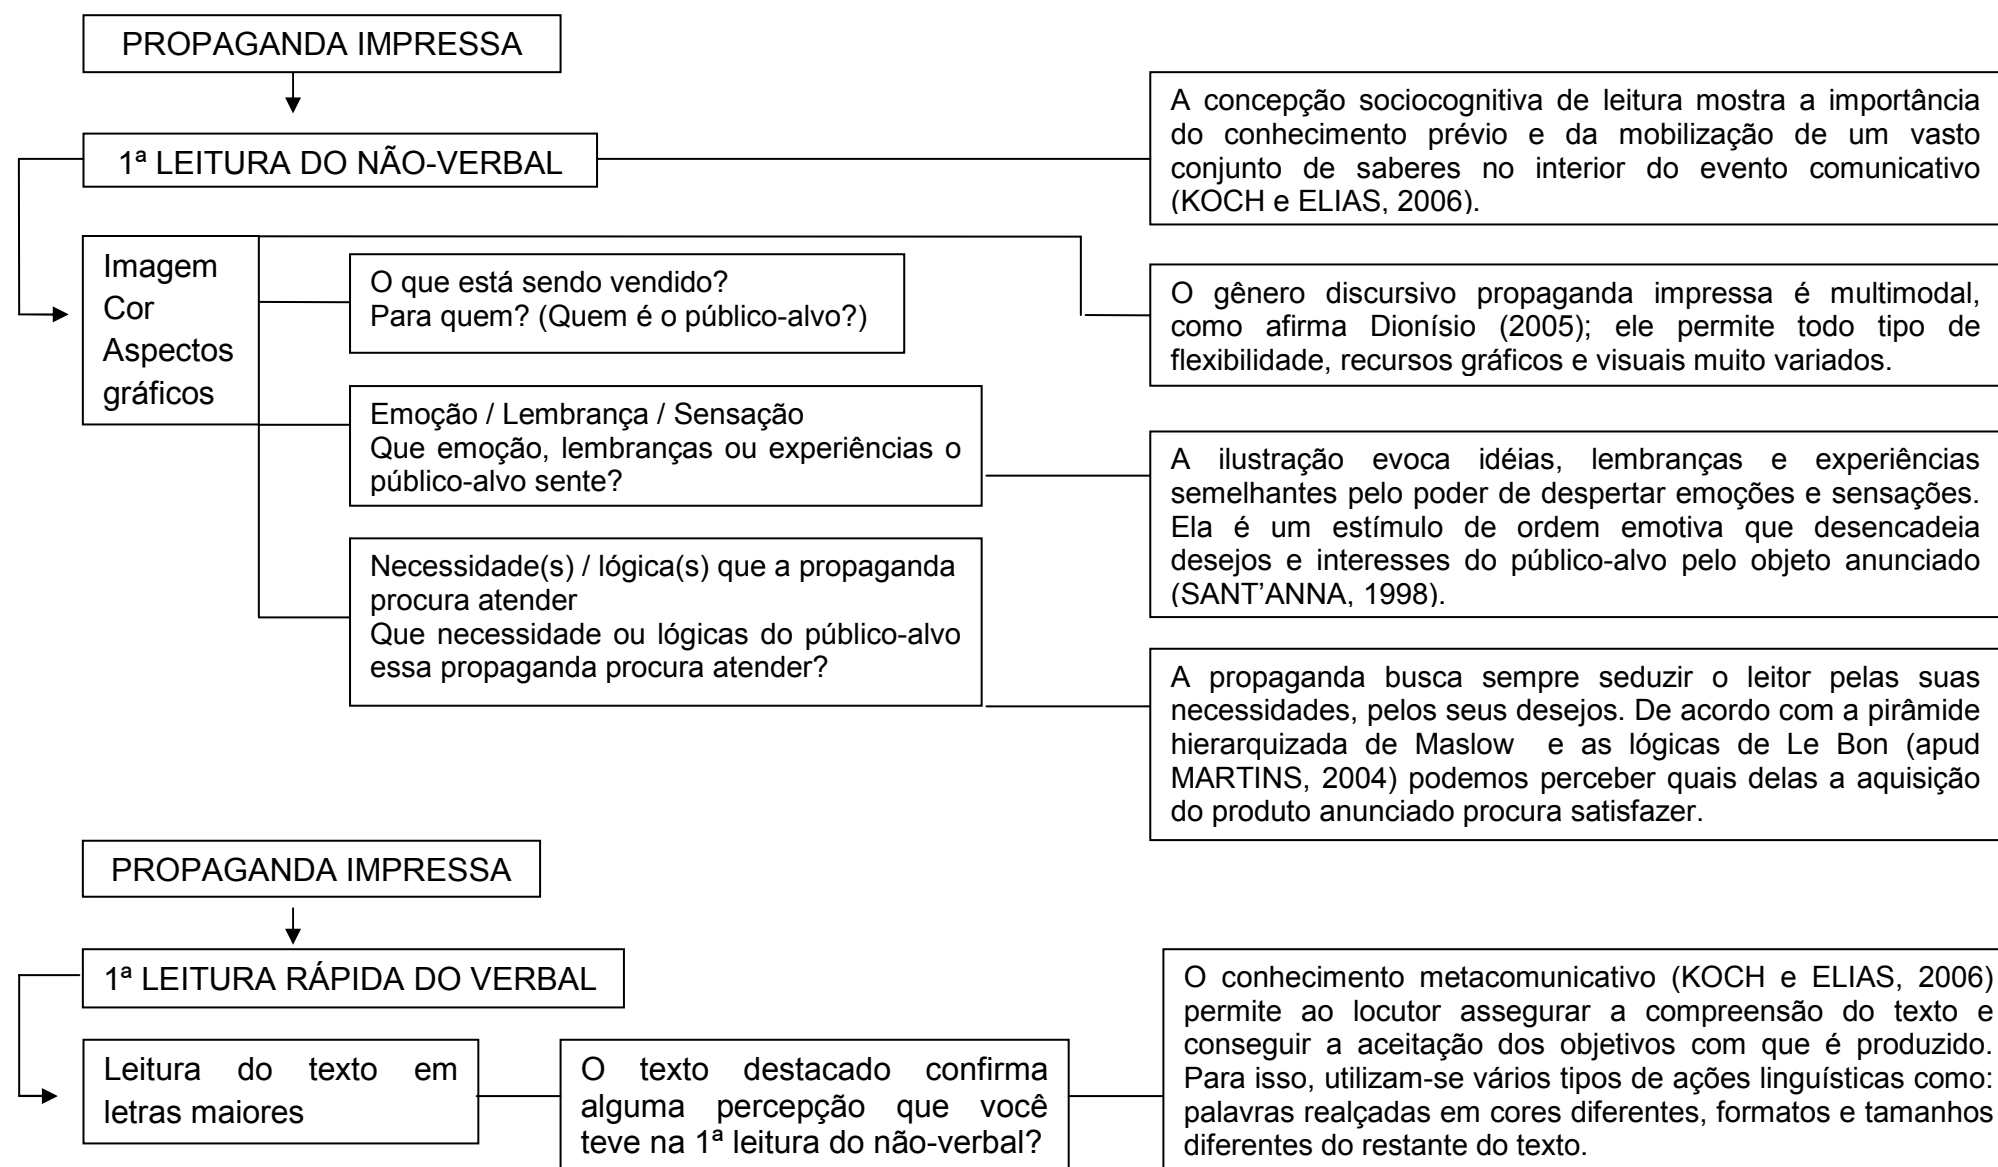 PROPAGANDA IMPRESSA
1ª LEITURA DO NÃO-VERBAL
A concepção sociocognitiva de leitura mostra a importância
do conhecimento prévio e da mobilização de um vasto
conjunto de saberes no interior do evento comunicativo
(KOCH e ELIAS, 2006).
Imagem
Cor
Aspectos
gráficos
O que está sendo vendido?
Para quem? (Quem é o público-alvo?)
O gênero discursivo propaganda impressa é multimodal,
como afirma Dionísio (2005); ele permite todo tipo de
flexibilidade, recursos gráficos e visuais muito variados.
Emoção / Lembrança / Sensação
Que emoção, lembranças ou experiências o
público-alvo sente?
A ilustração evoca idéias, lembranças e experiências
semelhantes pelo poder de despertar emoções e sensações.
Ela é um estímulo de ordem emotiva que desencadeia
desejos e interesses do público-alvo pelo objeto anunciado
(SANT’ANNA, 1998).
Necessidade(s) / lógica(s) que a propaganda
procura atender
Que necessidade ou lógicas do público-alvo
essa propaganda procura atender?
A propaganda busca sempre seduzir o leitor pelas suas
necessidades, pelos seus desejos. De acordo com a pirâmide
hierarquizada de Maslow e as lógicas de Le Bon (apud
MARTINS, 2004) podemos perceber quais delas a aquisição
do produto anunciado procura satisfazer.
PROPAGANDA IMPRESSA
1ª LEITURA RÁPIDA DO VERBAL
Leitura do texto em
letras maiores
O texto destacado confirma
alguma percepção que você
teve na 1ª leitura do não-verbal?
O conhecimento metacomunicativo (KOCH e ELIAS, 2006)
permite ao locutor assegurar a compreensão do texto e
conseguir a aceitação dos objetivos com que é produzido.
Para isso, utilizam-se vários tipos de ações linguísticas como:
palavras realçadas em cores diferentes, formatos e tamanhos
diferentes do restante do texto.